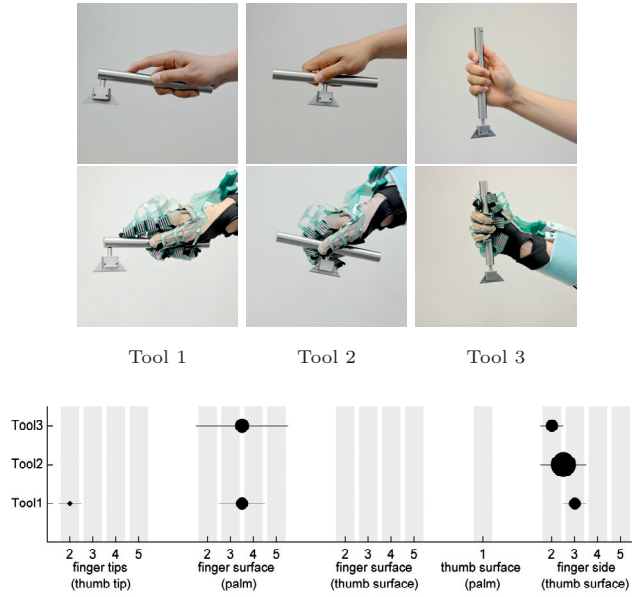 Tool 1 Tool 2 Tool 3
Tool3
Tool2
Tool1
2 3 4 5 2 3 4 5 2 3 4 5 1 2 3 4 5
finger tips finger surface finger surface thumb surface finger side
(thumb tip) (palm) (thumb surface) (palm) (thumb surface)